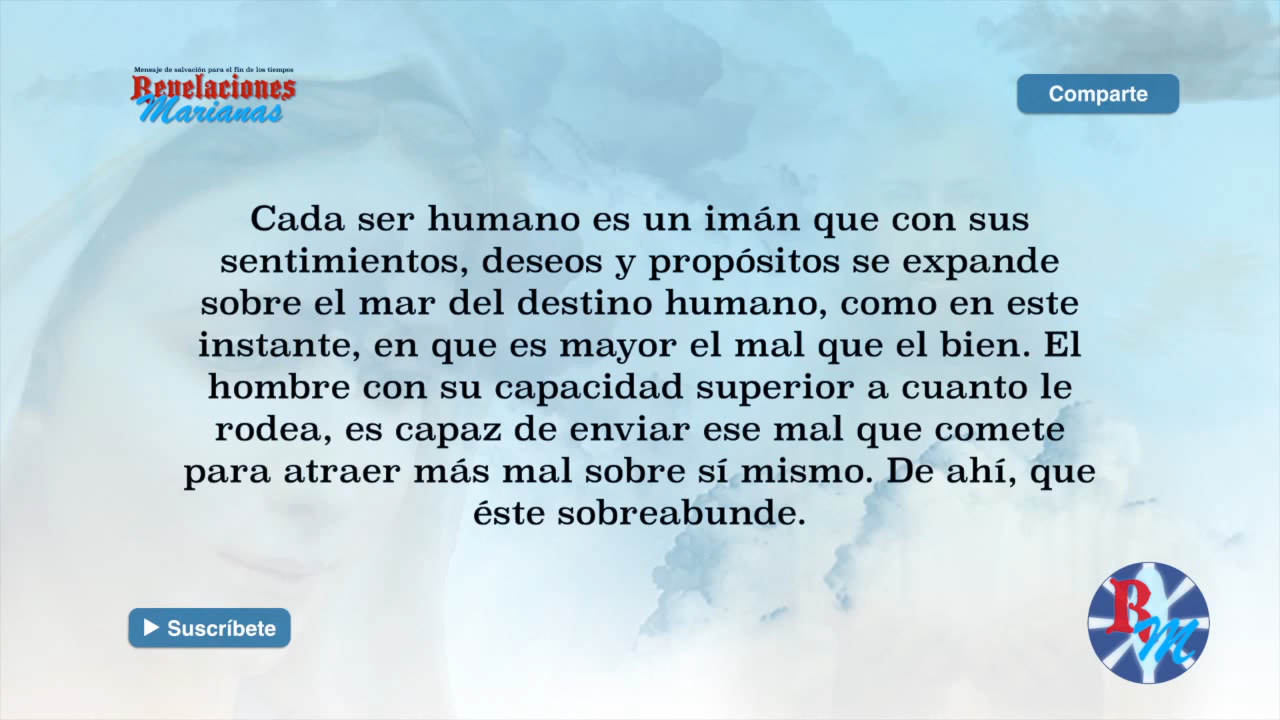 Mensaje de salvación para el fin de los tiempos
Revelaciones
Marianas
Comparte
Cada ser humano es un imán que con sus
sentimientos, deseos y propósitos se expande
sobre el mar del destino humano, como en este
instante, en que es mayor el mal que el bien. El
hombre con su capacidad superior a cuanto le
rodea, es capaz de enviar ese mal que comete
para atraer más mal sobre sí mismo. De ahí, que
éste sobreabunde.
Suscríbete
RM